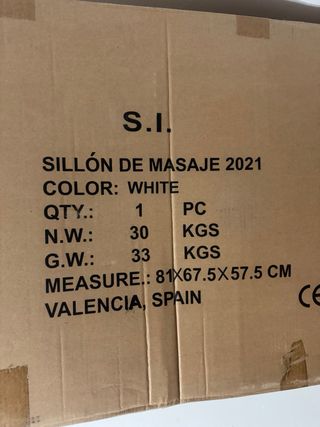 S.I.
SILLÓN DE MASAJE 2021
COLOR: WHITE
QTY.: 1 PC
N.W.: 30 KGS
G.W.: 33 KGS
MEASURE.: 81X67.5X57.5 CM
VALENCIA, SPAIN
CE